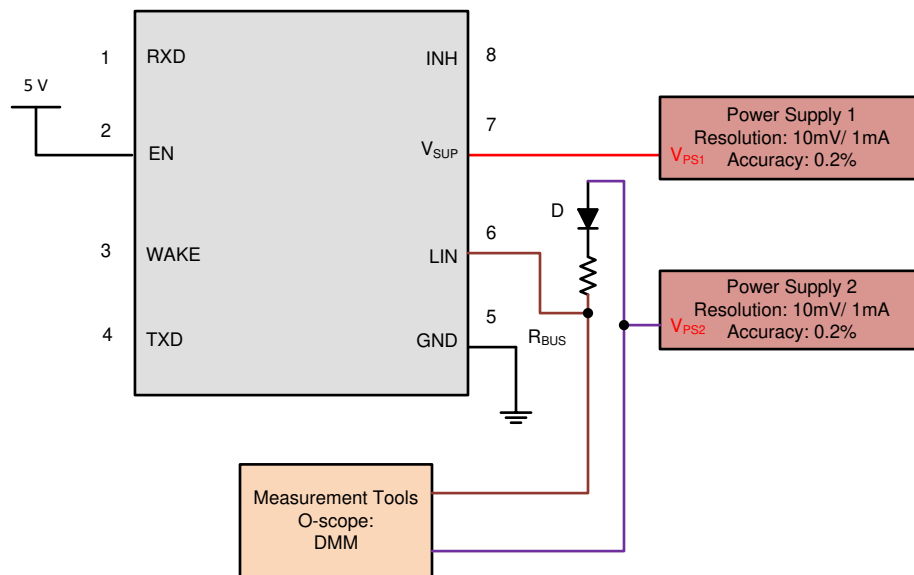 1
RXD
INH
8
5 V
2
EN
7
VSUP
Power Supply 1
Resolution: 10mV/ 1mA
VPS1
Accuracy: 0.2%
D
3
WAKE
6
LIN
Power Supply 2
Resolution: 10mV/ 1mA
VPS2
Accuracy: 0.2%
4
TXD
5
GND
RBUS
Measurement Tools
O-scope:
DMM